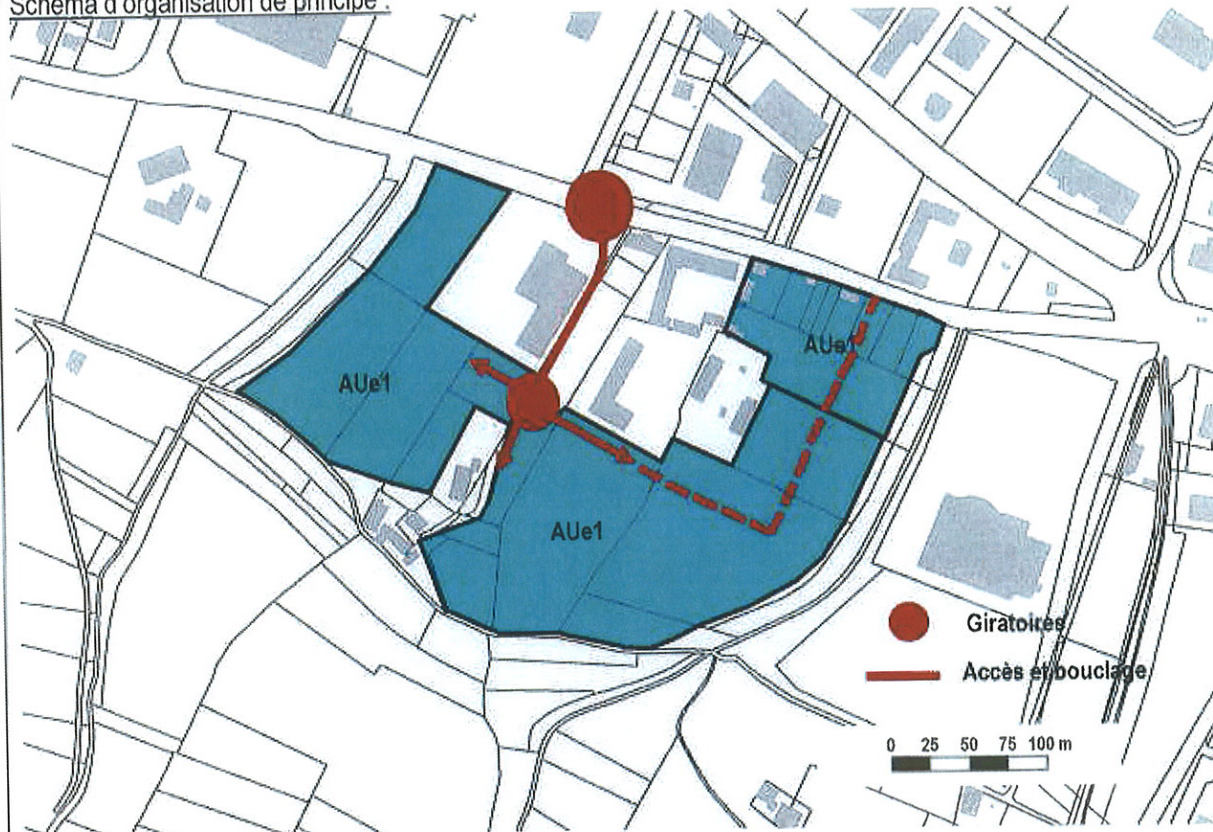 Schéma d'organisation de principe :
AUe1
AUe1
AUe1
Giratoires
Accès et bouclage
0 25 50 75 100 m